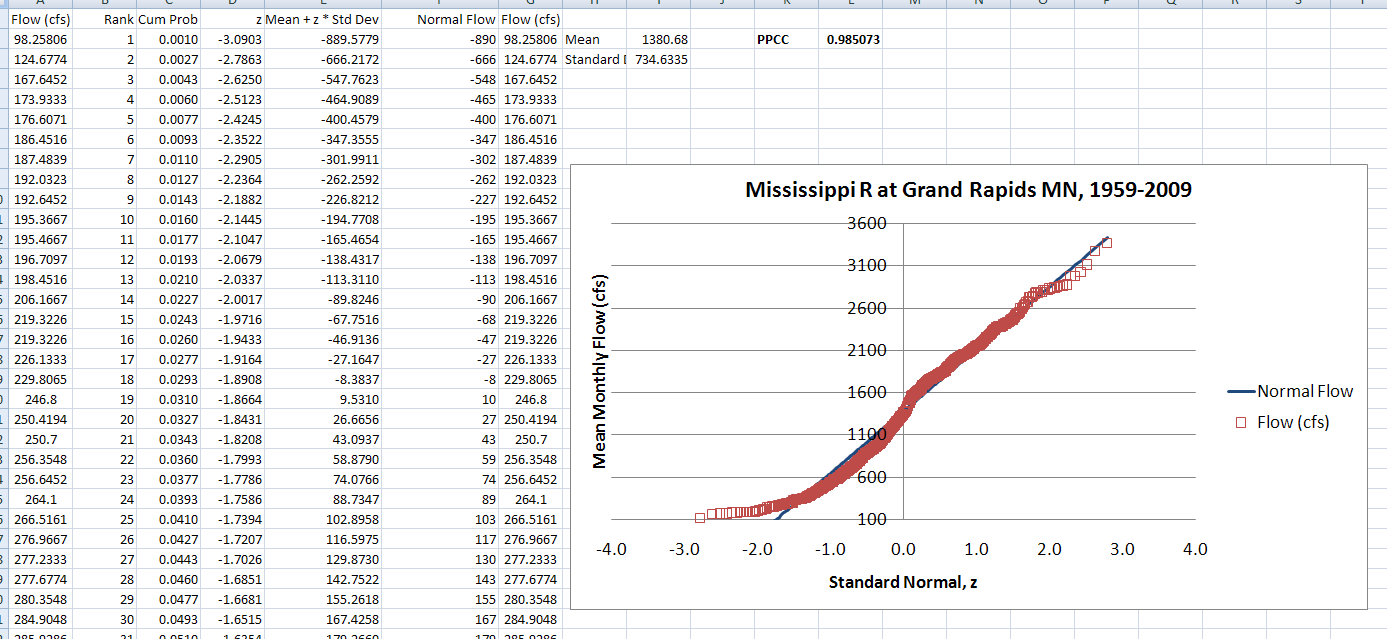 Flow (cfs) Rank Cum Prob z Mean + z * Std Dev Normal Flow Flow (cfs)
98.25806 1 0.0010 -3.0903 -889.5779 -890 98.25806 Mean 1380.68 PPCC 0.985073
124.6774 2 0.0027 -2.7863 -666.2172 -666 124.6774 Standard 734.6335
167.6452 3 0.0043 -2.6250 -547.7623 -548 167.6452
173.9333 4 0.0060 -2.5123 -464.9089 -465 173.9333
176.6071 5 0.0077 -2.4245 -400.4579 -400 176.6071
186.4516 6 0.0093 -2.3522 -347.3555 -347 186.4516
187.4839 7 0.0110 -2.2905 -301.9911 -302 187.4839
192.0323 8 0.0127 -2.2364 -262.2592 -262 192.0323
192.6452 9 0.0143 -2.1882 -226.8212 -227 192.6452
195.3667 10 0.0160 -2.1445 -194.7708 -195 195.3667
195.4667 11 0.0177 -2.1047 -165.4654 -165 195.4667
196.7097 12 0.0193 -2.0679 -138.4317 -138 196.7097
198.4516 13 0.0210 -2.0337 -113.3110 -113 198.4516
206.1667 14 0.0227 -2.0017 -89.8246 -90 206.1667
219.3226 15 0.0243 -1.9716 -67.7516 -68 219.3226
219.3226 16 0.0260 -1.9433 -46.9136 -47 219.3226
226.1333 17 0.0277 -1.9164 -27.1647 -27 226.1333
229.8065 18 0.0293 -1.8908 -8.3837 -8 229.8065
246.8 19 0.0310 -1.8664 9.5310 10 246.8
250.4194 20 0.0327 -1.8431 26.6656 27 250.4194
250.7 21 0.0343 -1.8208 43.0937 43 250.7
256.3548 22 0.0360 -1.7993 58.8790 59 256.3548
256.6452 23 0.0377 -1.7786 74.0766 74 256.6452
264.1 24 0.0393 -1.7586 88.7347 89 264.1
266.5161 25 0.0410 -1.7394 102.8958 103 266.5161
276.9667 26 0.0427 -1.7207 116.5975 117 276.9667
277.2333 27 0.0443 -1.7026 129.8730 130 277.2333
277.6774 28 0.0460 -1.6851 142.7522 143 277.6774
280.3548 29 0.0477 -1.6681 155.2618 155 280.3548
284.9048 30 0.0493 -1.6515 167.4258 167 284.9048
Mississippi R at Grand Rapids MN, 1959-2009
Mean Monthly Flow (cfs)
3600
3100
2600
2100
1600
1100
600
100
-4.0 -3.0 -2.0 -1.0 0.0 1.0 2.0 3.0 4.0
Standard Normal, z
Normal Flow
Flow (cfs)